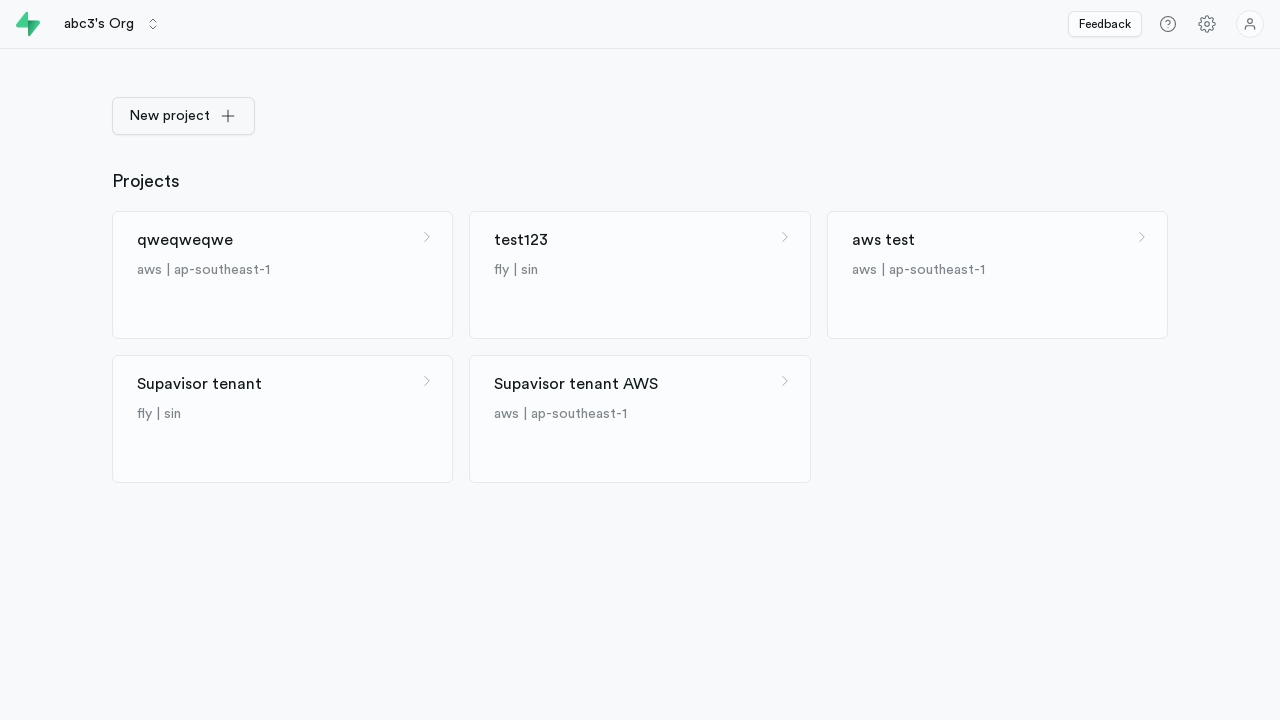 abc3's Org
Feedback
New project
Projects
qweqweqwe
aws | ap-southeast-1
test123
fly | sin
aws test
aws | ap-southeast-1
Supavisor tenant
fly | sin
Supavisor tenant AWS
aws | ap-southeast-1